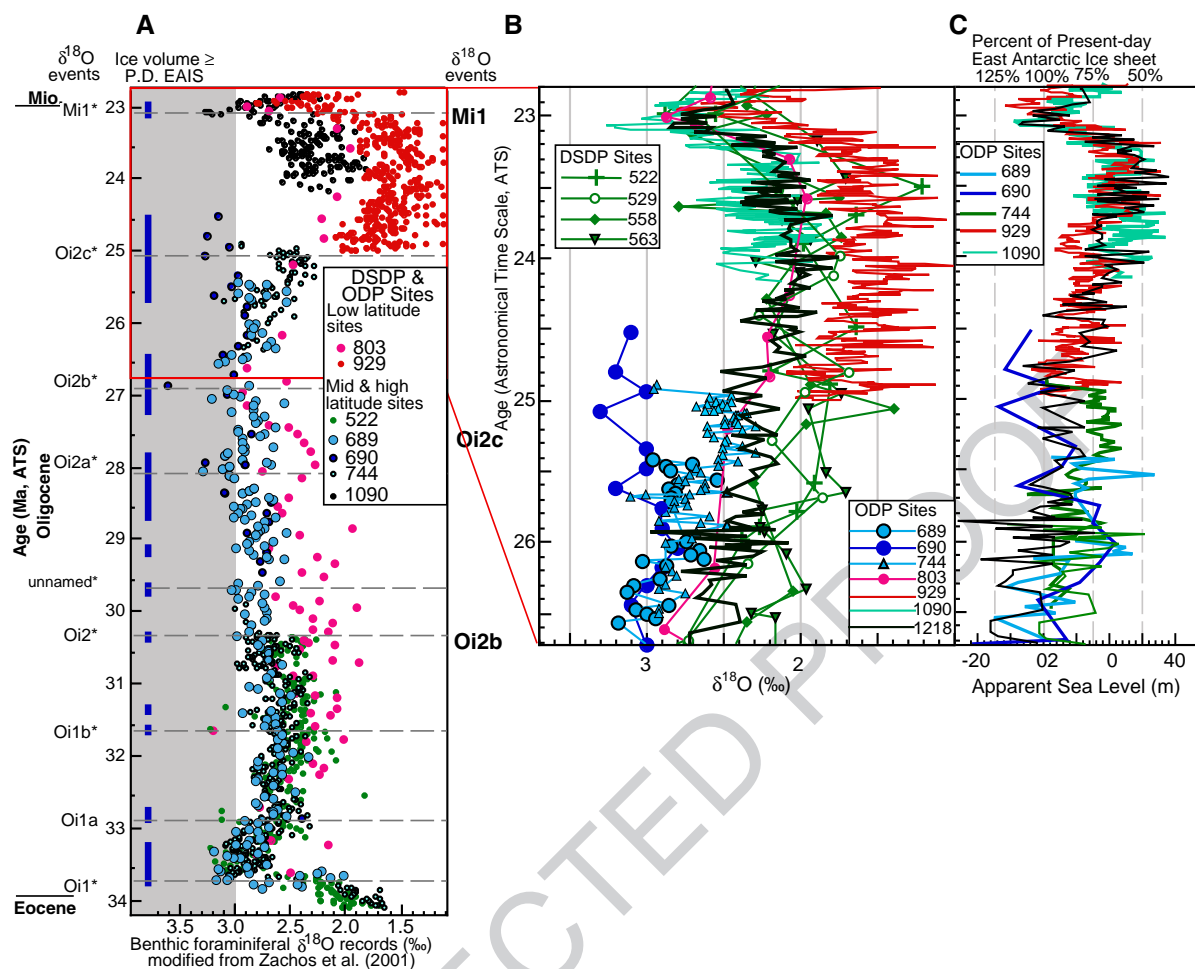 A
δ18O
events
Ice volume ≥
P.D. EAIS
Mio.
Mi1*
Oi2c*
Oi2b*
Oi2a*
unnamed*
Oi2*
Oi1b*
Oi1a
Oi1*
Eocene
Age (Ma, ATS)
Oligocene
23
24
25
26
27
28
29
30
31
32
33
34
DSDP &
ODP Sites
Low latitude
sites
803
929
Mid & high
latitude sites
522
689
690
744
1090
3.5
3.0
2.5
2.0
1.5
Benthic foraminiferal δ18O records (‰)
modified from Zachos et al. (2001)
B
δ18O
events
Mi1
Oi2c
Oi2b
Age (Astronomical Time Scale, ATS)
23
24
25
26
DSDP Sites
522
529
558
563
ODP Sites
689
690
744
803
929
1090
1218
3
2
δ18O (‰)
C
Percent of Present-day
East Antarctic Ice sheet
125% 100% 75% 50%
ODP Sites
689
690
744
929
1090
-20 02 0 40
Apparent Sea Level (m)
CTED PROOF